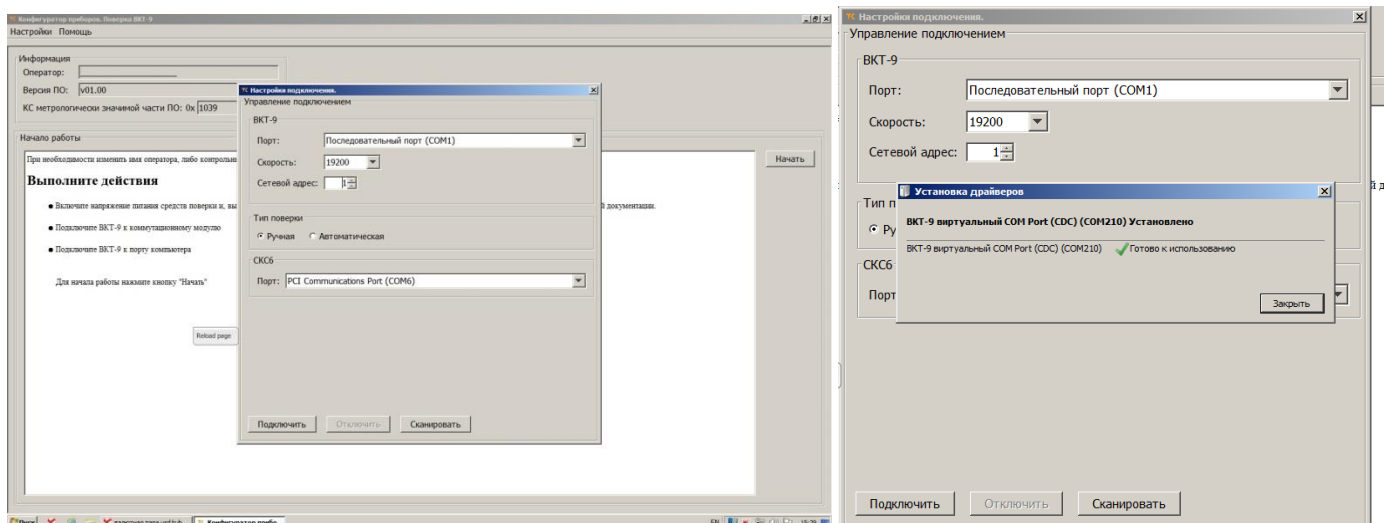 Конфигуратор приборов. Поверка ВКТ-9
Настройки Помощь
Информация
Оператор:
Версия ПО: v01.00
КС метрологически значимой части ПО: 0x 1039
Начало работы
При необходимости изменить имя оператора, либо
Начать
Выполните действия
Включите напряжение питания средств поверки и,
й документации.
Подключите ВКТ-9 к коммутационному модулю
Подключите ВКТ-9 к порту компьютера
Для начала работы нажмите кнопку "Начать"
Reload page
Настройки подключения.
Управление подключением
ВКТ-9
Порт: Последовательный порт (COM1)
Скорость: 19200
Сетевой адрес: 1
Тип поверки
Ручная Автоматическая
СКС6
Порт: PCI Communications Port (COM6)
Подключить Отключить Сканировать
EN 15:29
Настройки подключения.
Управление подключением
ВКТ-9
Порт: Последовательный порт (COM1)
Скорость: 19200
Сетевой адрес: 1
Тип п
Ру
СКС6
Порт
Установка драйверов
ВКТ-9 виртуальный COM Port (CDC) (COM210) Установлено
ВКТ-9 виртуальный COM Port (CDC) (COM210) Готово к использованию
Закрыть
Подключить Отключить Сканировать